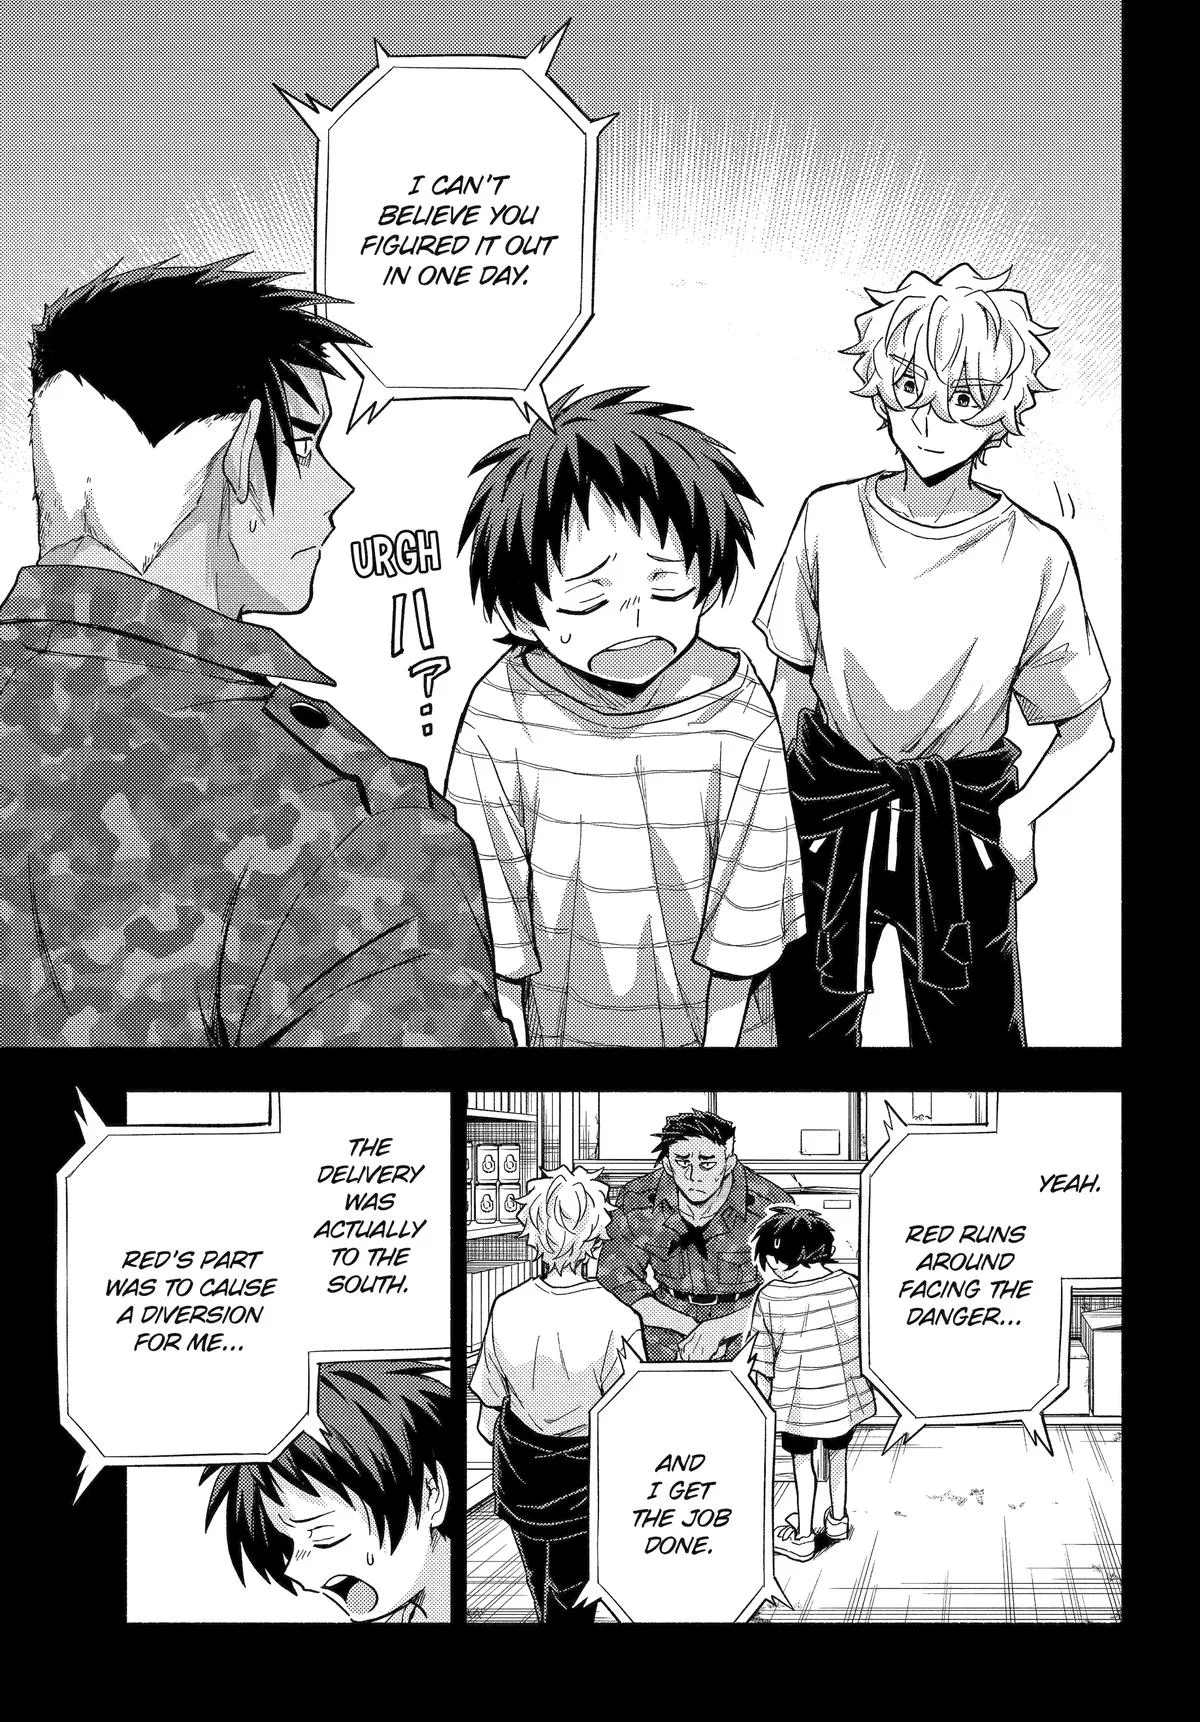 I CAN'T
BELIEVE YOU
FIGURED IT OUT
IN ONE DAY.
URGH
?
YEAH.
RED RUNS
AROUND
FACING THE
DANGER...
AND
I GET
THE JOB
DONE.
THE
DELIVERY
WAS
ACTUALLY
TO THE
SOUTH.
RED'S PART
WAS TO CAUSE
A DIVERSION
FOR ME...